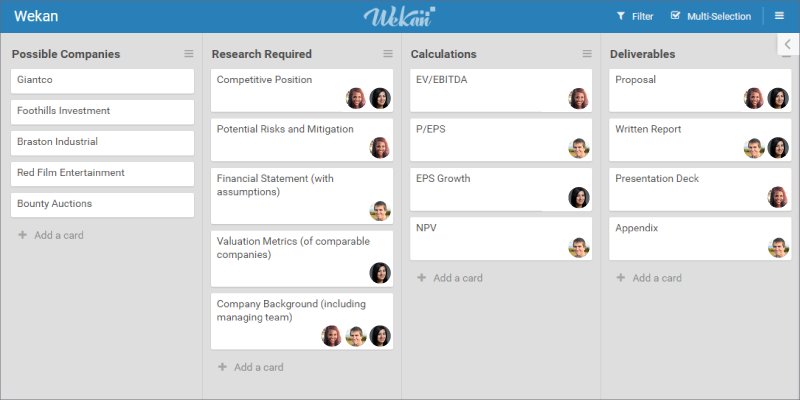 Wekan
Wekan
Filter
Multi-Selection
Possible Companies
Giantco
Foothills Investment
Braston Industrial
Red Film Entertainment
Bounty Auctions
Add a card
Research Required
Competitive Position
Potential Risks and Mitigation
Financial Statement (with
assumptions)
Valuation Metrics (of comparable
companies)
Company Background (including
managing team)
Add a card
Calculations
EV/EBITDA
P/EPS
EPS Growth
NPV
Add a card
Deliverables
Proposal
Written Report
Presentation Deck
Appendix
Add a card